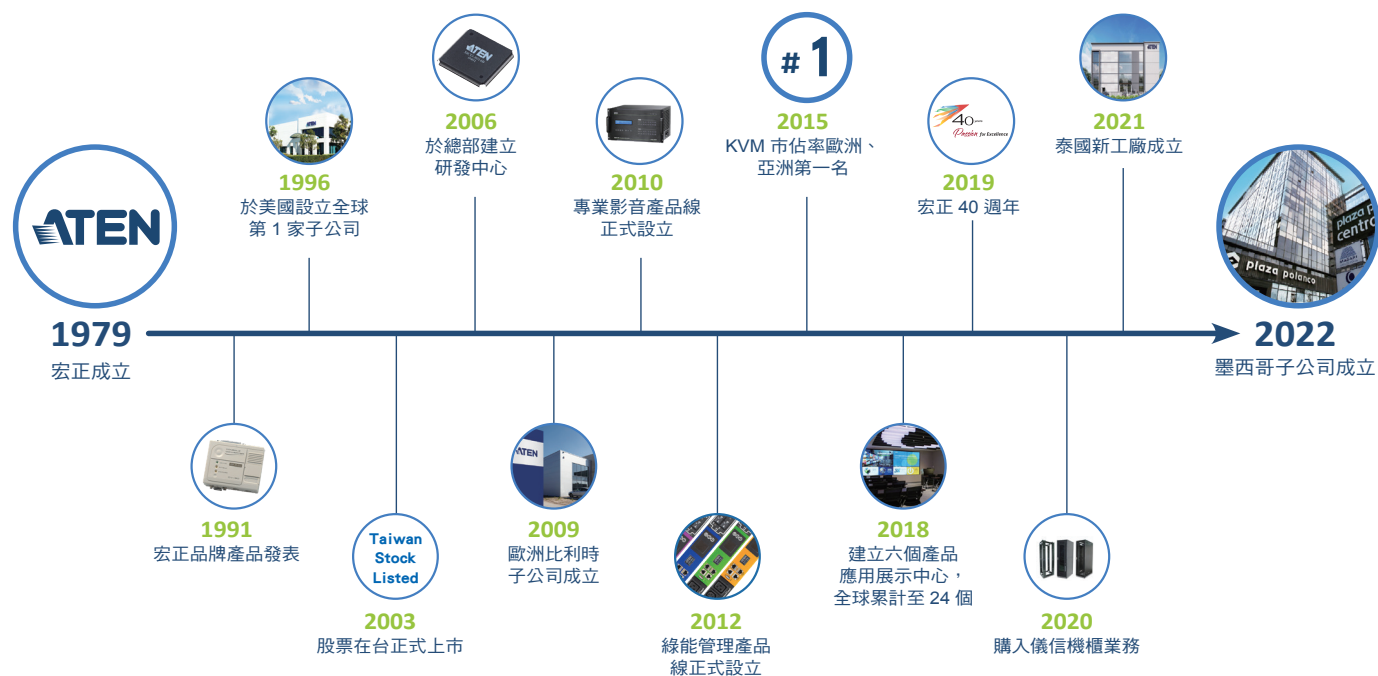 ATEN
1979
宏正成立
1991
宏正品牌產品發表
1996
於美國設立全球
第 1 家子公司
Taiwan
Stock
Listed
2003
股票在台正式上市
ATEN
2006
於總部建立
研發中心
ATEN
2009
歐洲比利時
子公司成立
2010
專業影音產品線
正式設立
2012
綠能管理產品
線正式設立
# 1
2015
KVM 市佔率歐洲、
亞洲第一名
2018
建立六個產品
應用展示中心，
全球累計至 24 個
40
Passion for Excellence
2019
宏正 40 週年
2020
購入儀信機櫃業務
ATEN
2021
泰國新工廠成立
plaza
centro
plaza polanco
2022
墨西哥子公司成立